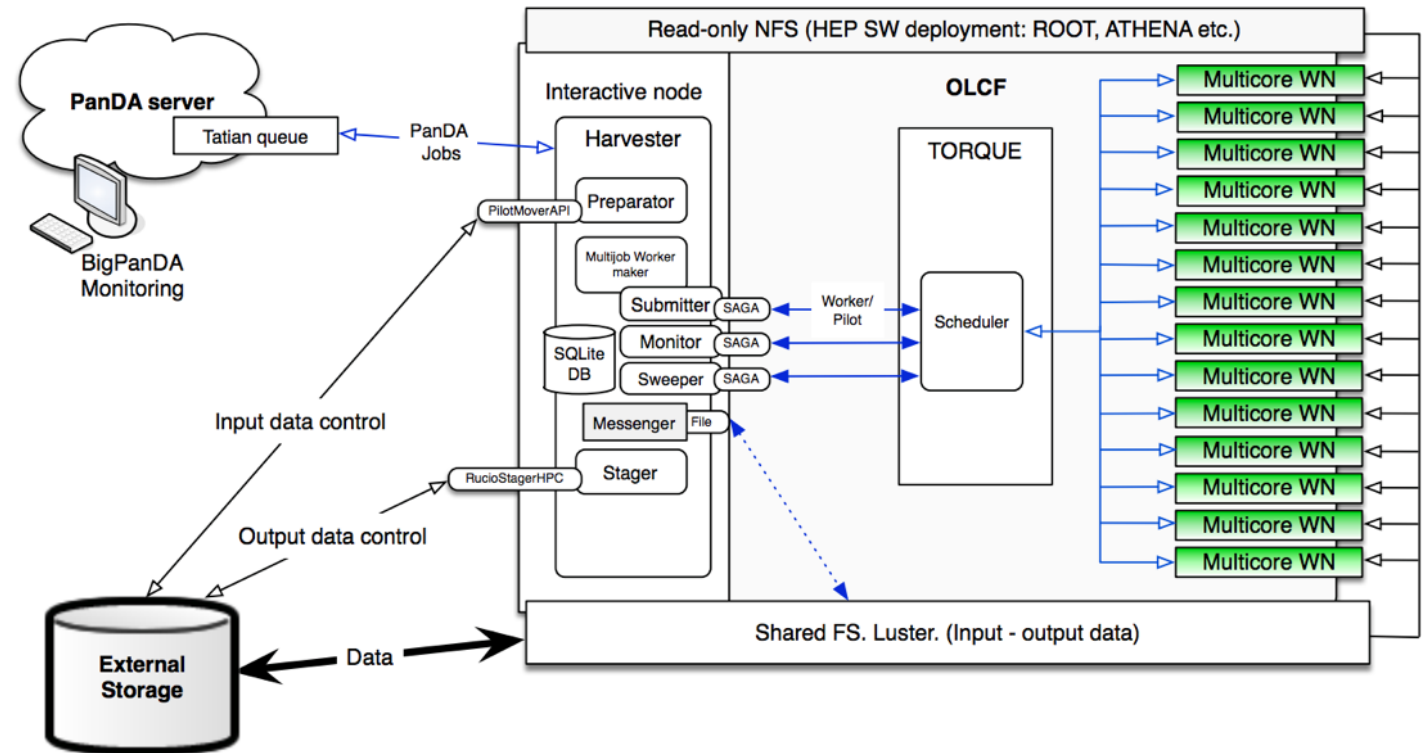 Read-only NFS (HEP SW deployment: ROOT, ATHENA etc.)
PanDA server
Tatian queue
BigPanDA
Monitoring
PanDA
Jobs
Interactive node
Harvester
PilotMoverAPI
Preparator
Multijob Worker
maker
Submitter
SAGA
SQLite
DB
Monitor
SAGA
Sweeper
SAGA
Messenger
File
RucioStagerHPC
Stager
Input data control
Output data control
External
Storage
Data
OLCF
TORQUE
Worker/
Pilot
Scheduler
Multicore WN
Multicore WN
Multicore WN
Multicore WN
Multicore WN
Multicore WN
Multicore WN
Multicore WN
Multicore WN
Multicore WN
Multicore WN
Multicore WN
Multicore WN
Multicore WN
Shared FS. Luster. (Input - output data)